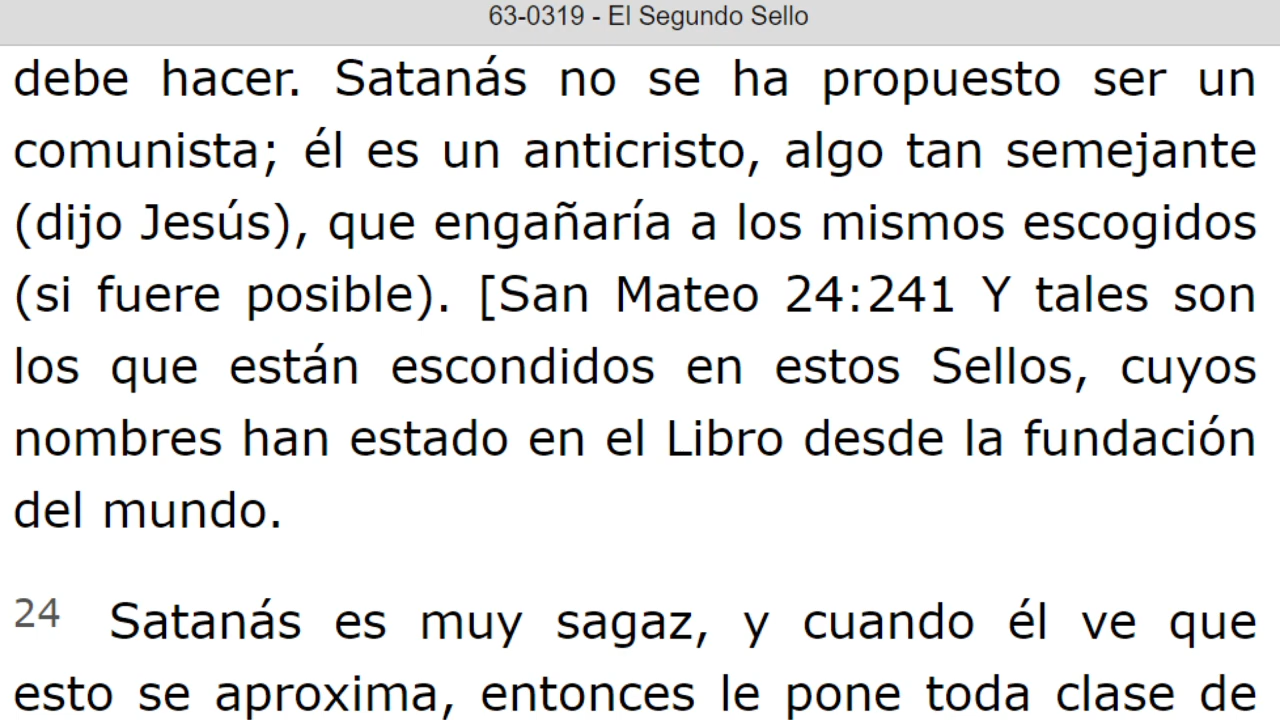 63-0319 - El Segundo Sello
debe hacer. Satanás no se ha propuesto ser un
comunista; él es un anticristo, algo tan semejante
(dijo Jesús), que engañaría a los mismos escogidos
(si fuere posible). [San Mateo 24:241 Y tales son
los que están escondidos en estos Sellos, cuyos
nombres han estado en el Libro desde la fundación
del mundo.
24 Satanás es muy sagaz, y cuando él ve que
esto se aproxima, entonces le pone toda clase de